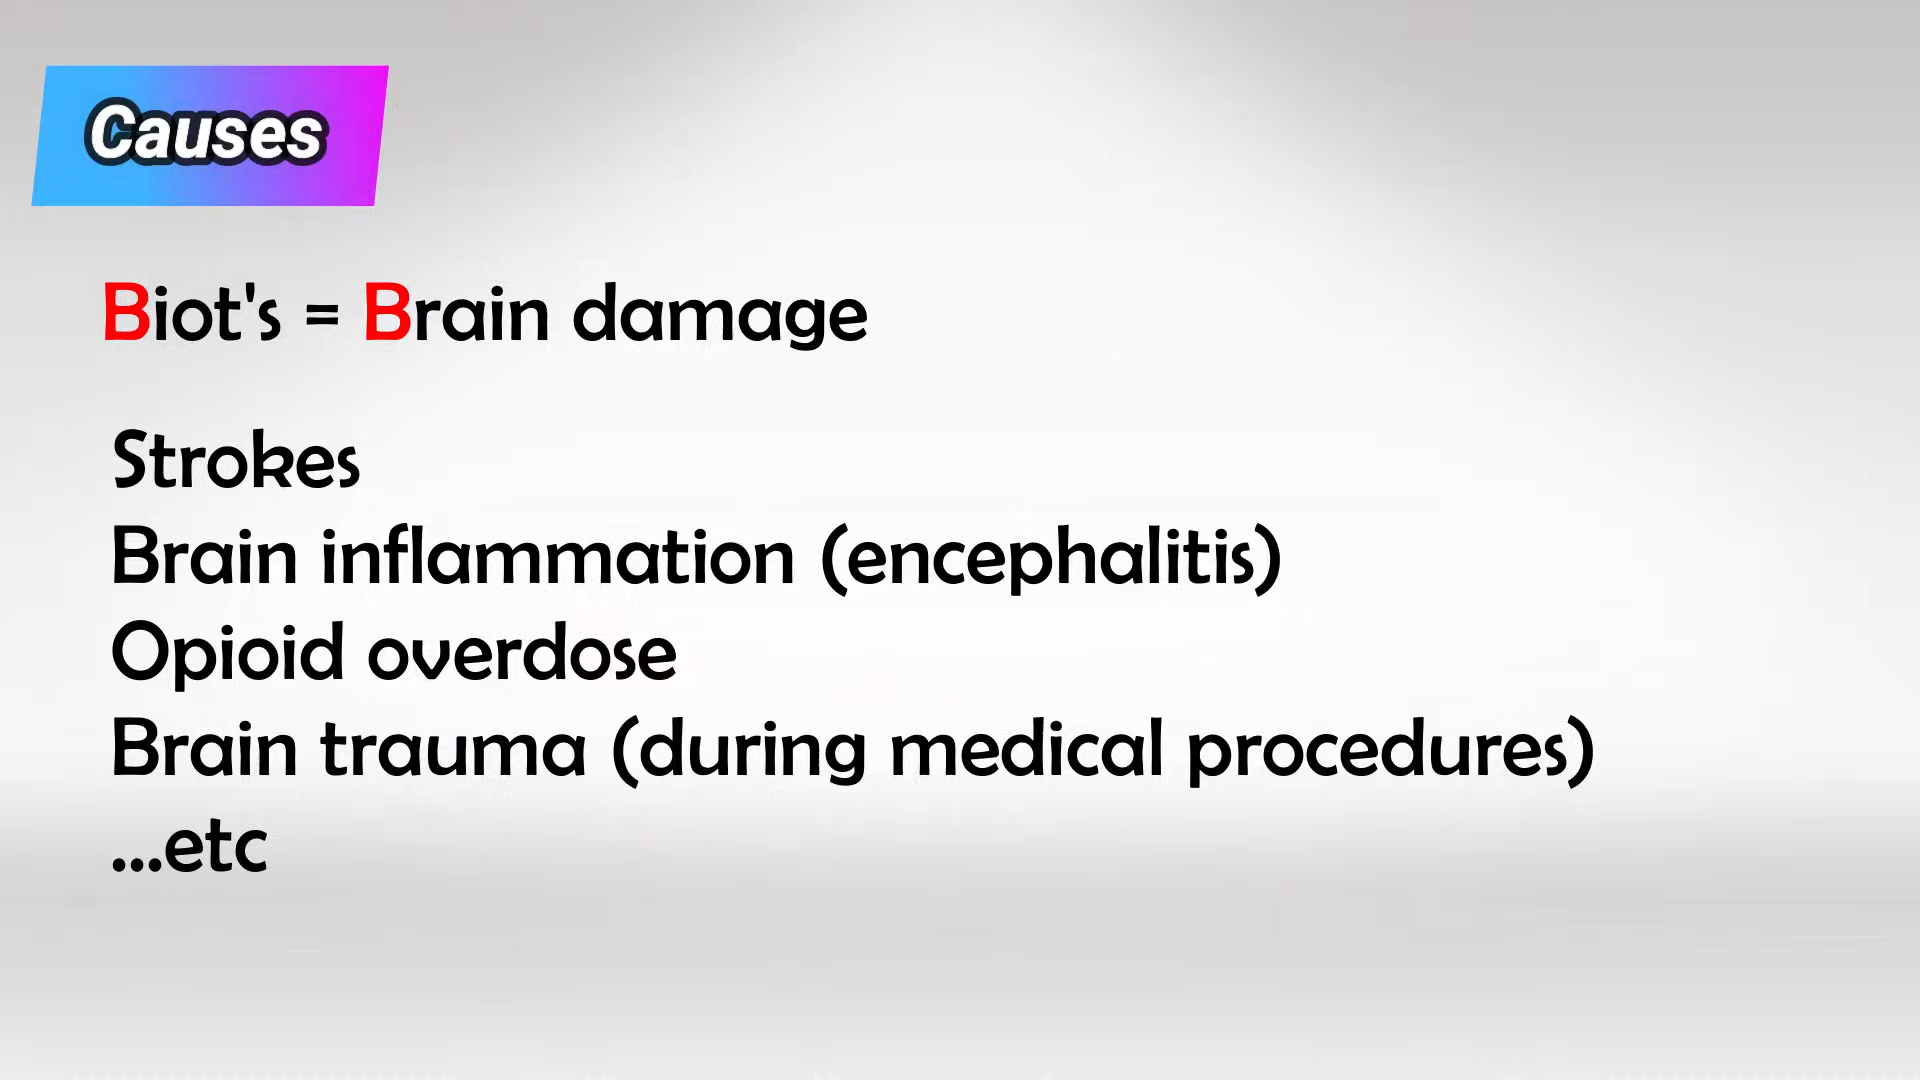 Causes
Biot's = Brain damage
Strokes
Brain inflammation (encephalitis)
Opioid overdose
Brain trauma (during medical procedures)
...etc